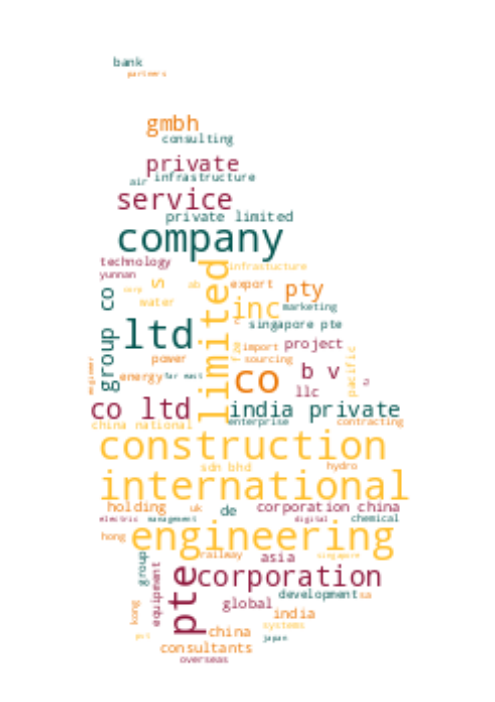 bank
partners
gmbh
consulting
private
air infrastructure
service
private limited
company
technology
infrastucture
yunnan
limited
export
pty
group co
water
inc
marketing
ltd
singapore pte
import
project
power
sourcing
pacific
engineer
energy
far east
co
b v
llc
co ltd
india private
china national
enterprise
contracting
construction
sdn bhd
hydro
international
holding
uk
de
corporation china
electric
management
digital
chemical
hong
engineering
group
railway
asia
singapore
equipment
pte
corporation
development
sa
kong
global
india
systems
china
japan
consultants
overseas